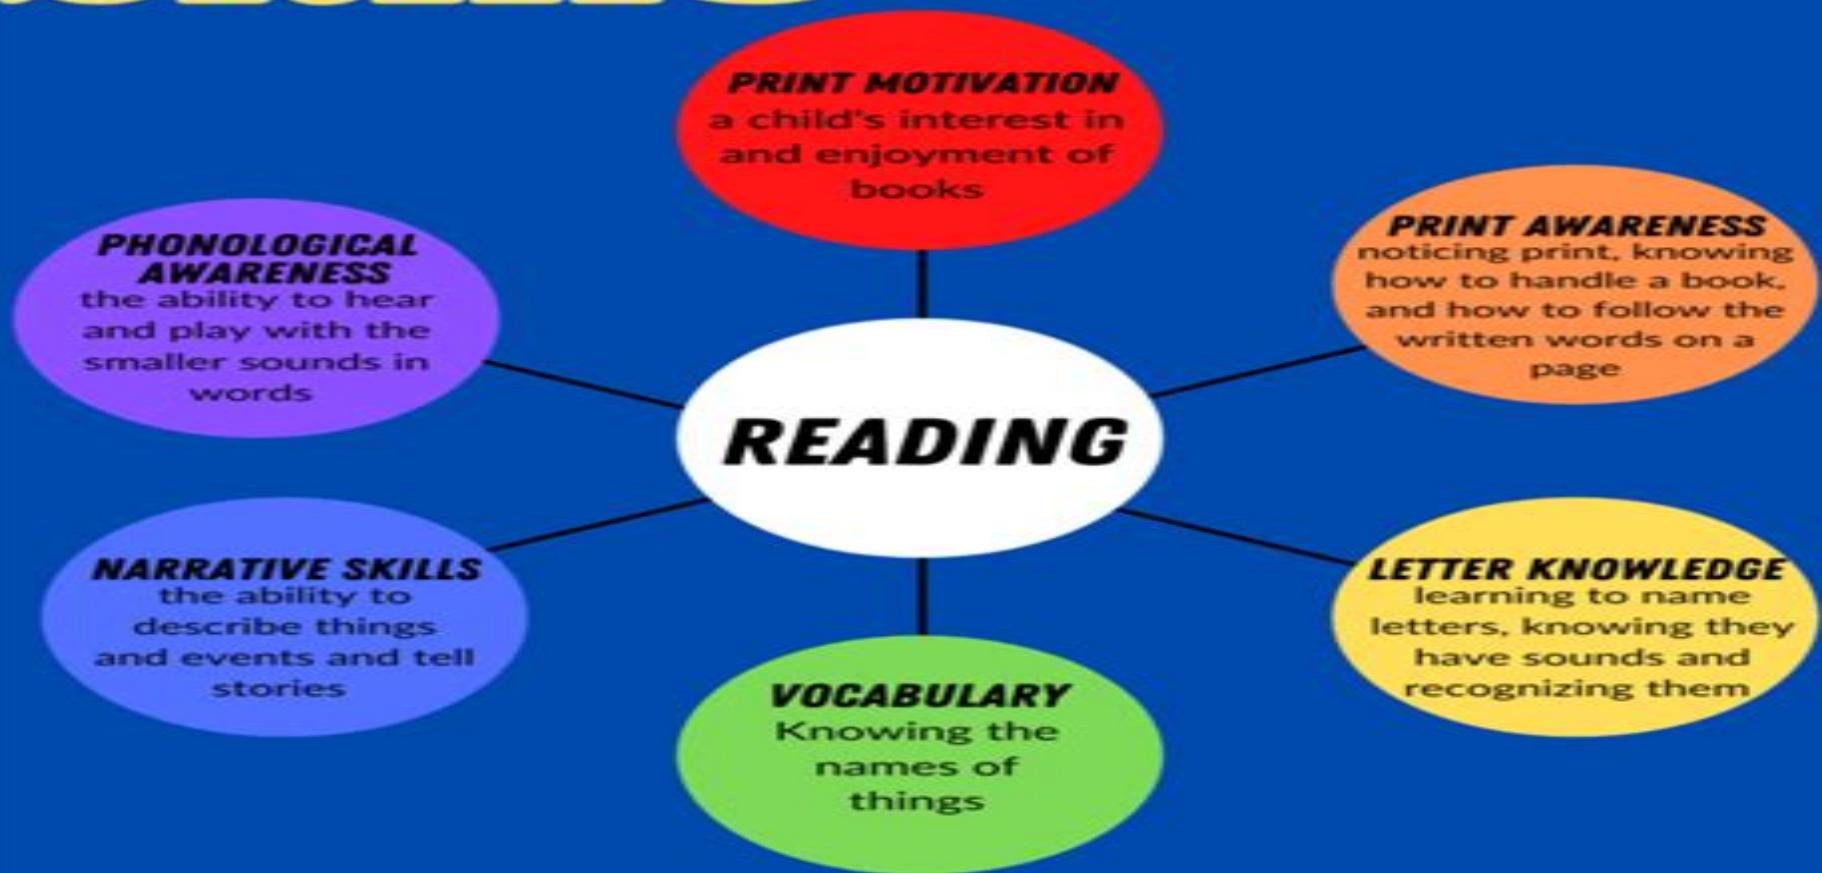 PRINT MOTIVATION
a child's interest in
and enjoyment of
books
PRINT AWARENESS
noticing print, knowing
how to handle a book,
and how to follow the
written words on a
page
PHONOLOGICAL
AWARENESS
the ability to hear
and play with the
smaller sounds in
words
READING
NARRATIVE SKILLS
the ability to
describe things
and events and tell
stories
LETTER KNOWLEDGE
learning to name
letters, knowing they
have sounds and
recognizing them
VOCABULARY
Knowing the
names of
things